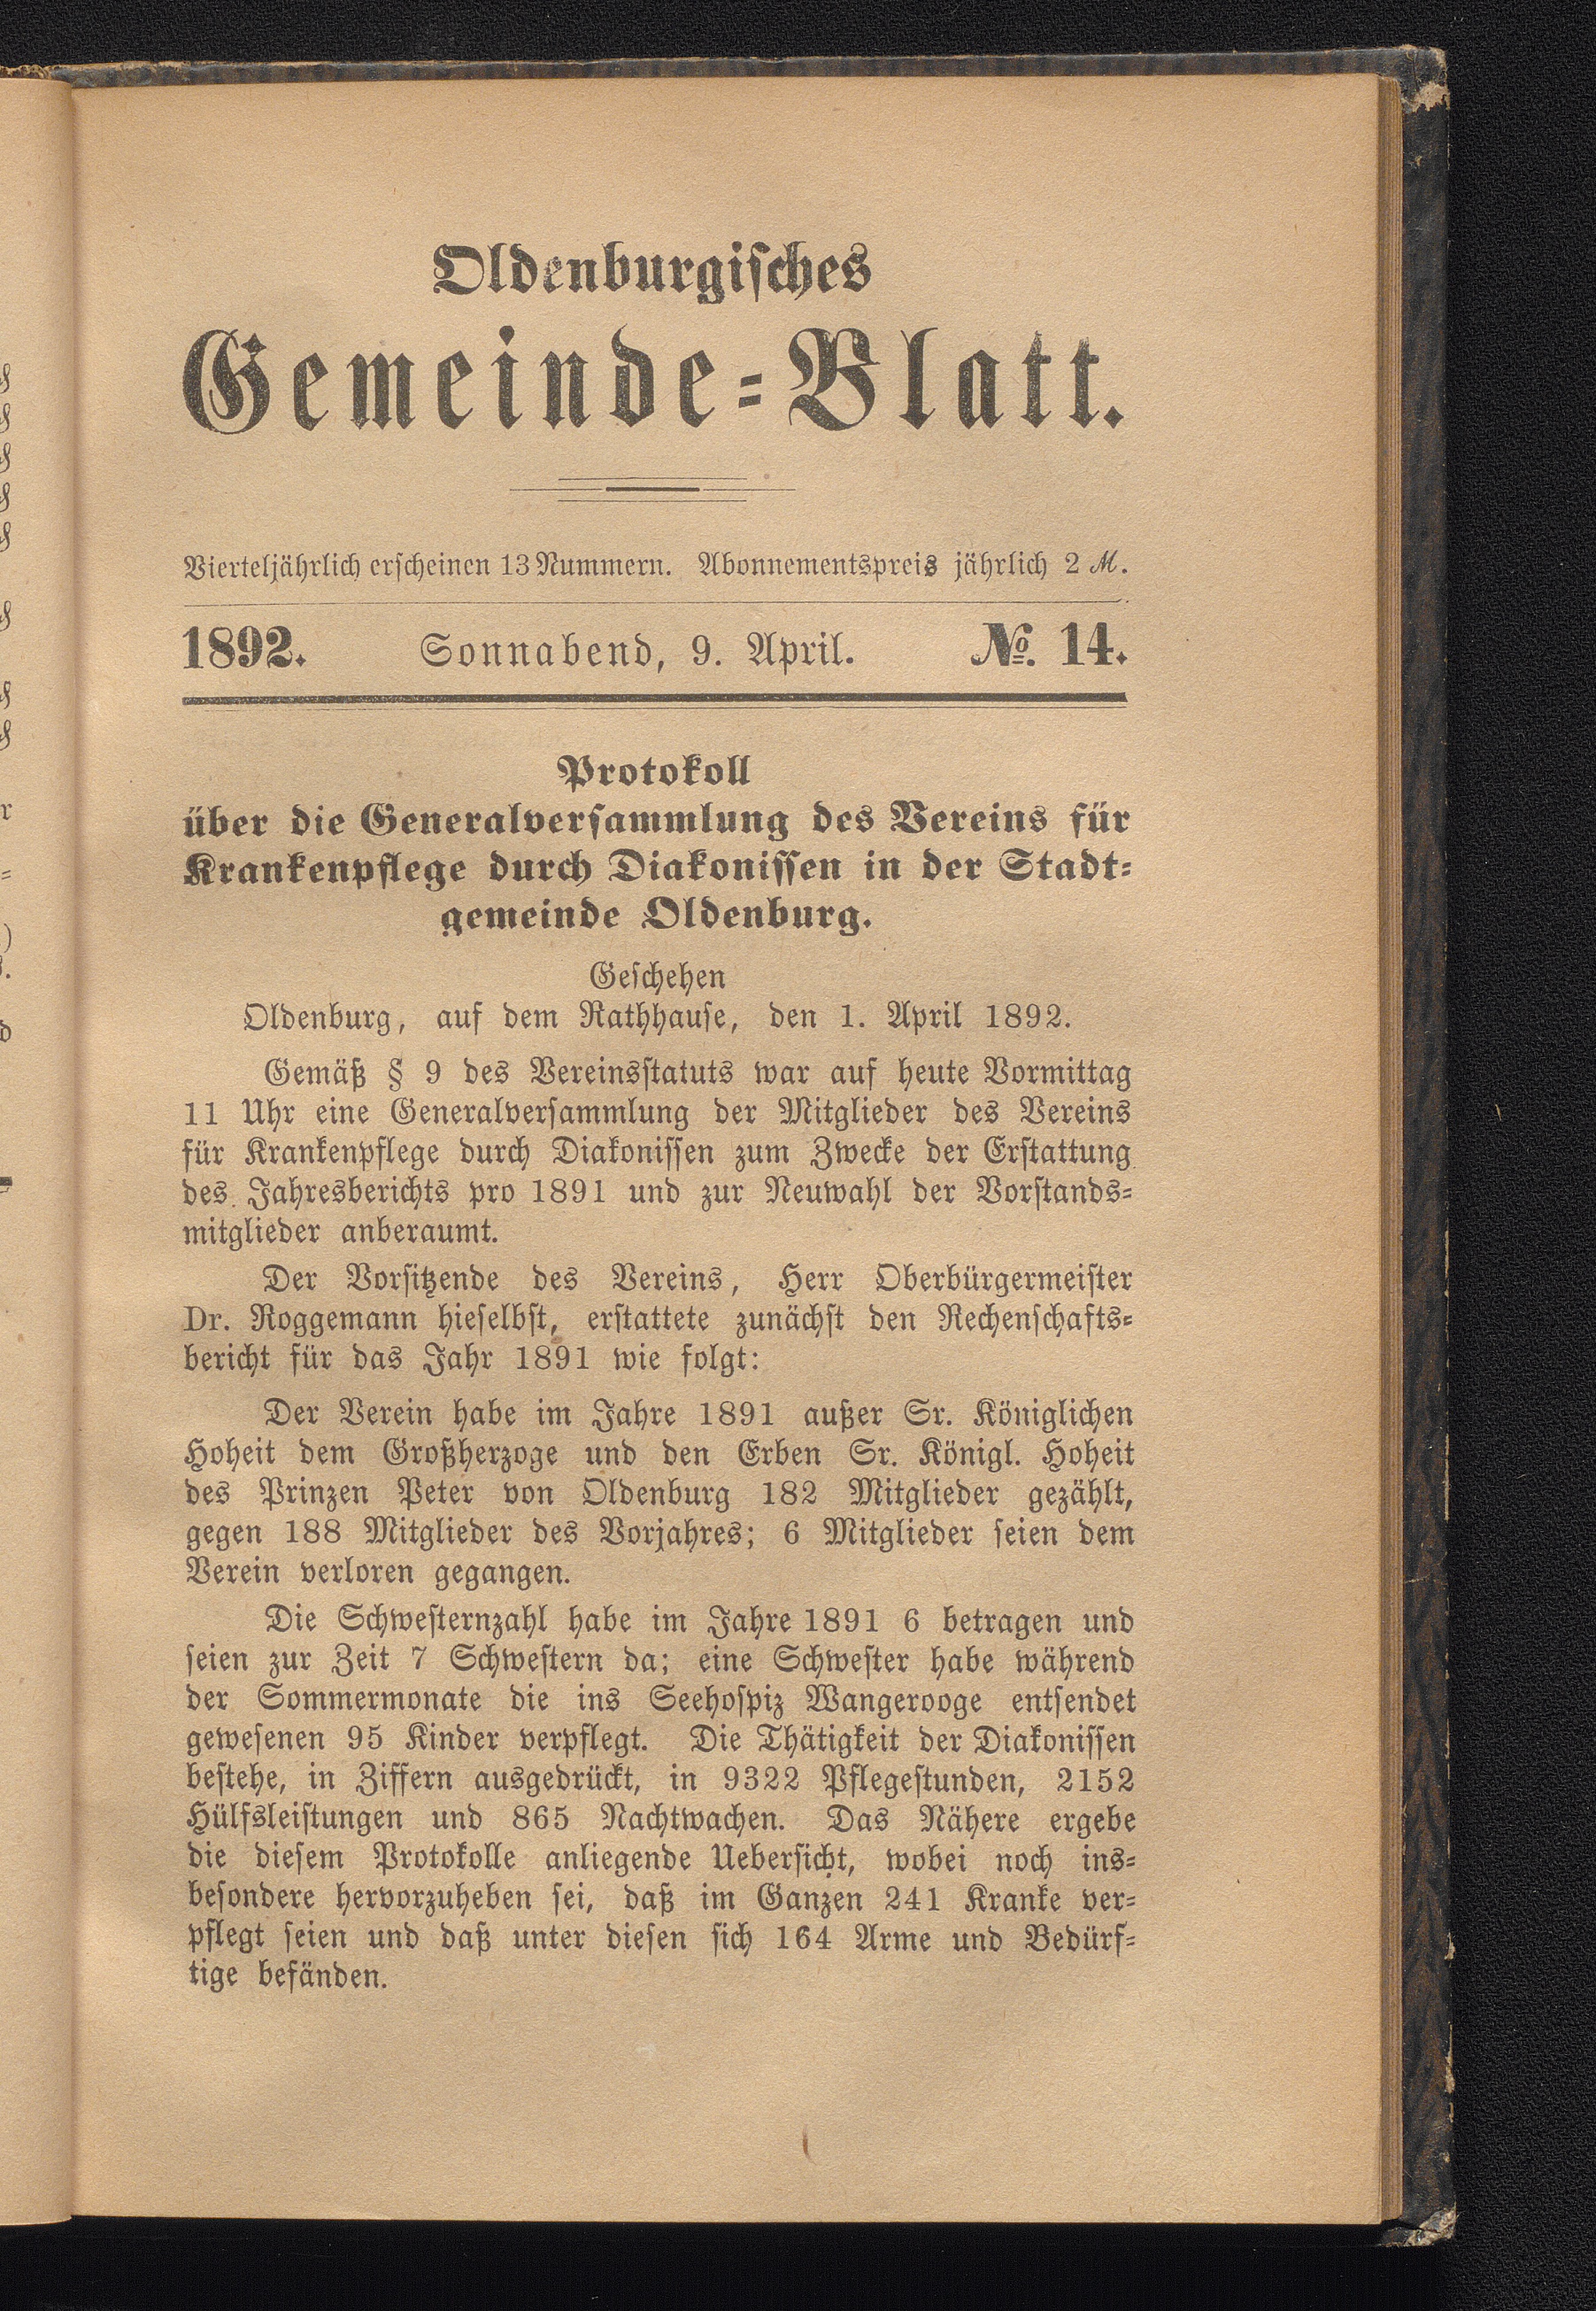 Oldenburgisches
Gemeinde-Blatt.
Vierteljährlich erscheinen 13 Nummern. Abonnementspreis jährlich 2 ℳ.
1892. Sonnabend, 9. April. №. 14.
Protokoll
über die Generalversammlung des Vereins für
Krankenpflege durch Diakonissen in der Stadt-
gemeinde Oldenburg.
Geschehen
Oldenburg, auf dem Rathhause, den 1. April 1892.
Gemäß § 9 des Vereinsstatuts war auf heute Vormittag
11 Uhr eine Generalversammlung der Mitglieder des Vereins
für Krankenpflege durch Diakonissen zum Zwecke der Erstattung
des Jahresberichts pro 1891 und zur Neuwahl der Vorstands-
mitglieder anberaumt.
Der Vorsitzende des Vereins, Herr Oberbürgermeister
Dr. Roggemann hieselbst, erstattete zunächst den Rechenschafts-
bericht für das Jahr 1891 wie folgt:
Der Verein habe im Jahre 1891 außer Sr. Königlichen
Hoheit dem Großherzoge und den Erben Sr. Königl. Hoheit
des Prinzen Peter von Oldenburg 182 Mitglieder gezählt,
gegen 188 Mitglieder des Vorjahres; 6 Mitglieder seien dem
Verein verloren gegangen.
Die Schwesternzahl habe im Jahre 1891 6 betragen und
seien zur Zeit 7 Schwestern da; eine Schwester habe während
der Sommermonate die ins Seehospiz Wangerooge entsendet
gewesenen 95 Kinder verpflegt. Die Thätigkeit der Diakonissen
bestehe, in Ziffern ausgedrückt, in 9322 Pflegestunden, 2152
Hülfsleistungen und 865 Nachtwachen. Das Nähere ergebe
die diesem Protokolle anliegende Uebersicht, wobei noch ins-
besondere hervorzuheben sei, daß im Ganzen 241 Kranke ver-
pflegt seien und daß unter diesen sich 164 Arme und Bedürf-
tige befänden.